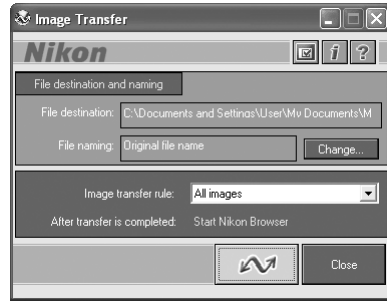 Image Transfer
Nikon
i ?
File destination and naming
File destination: C:\Documents and Settings\User\My Documents\M
File naming: Original file name
Change...
Image transfer rule: All images
After transfer is completed: Start Nikon Browser
Close